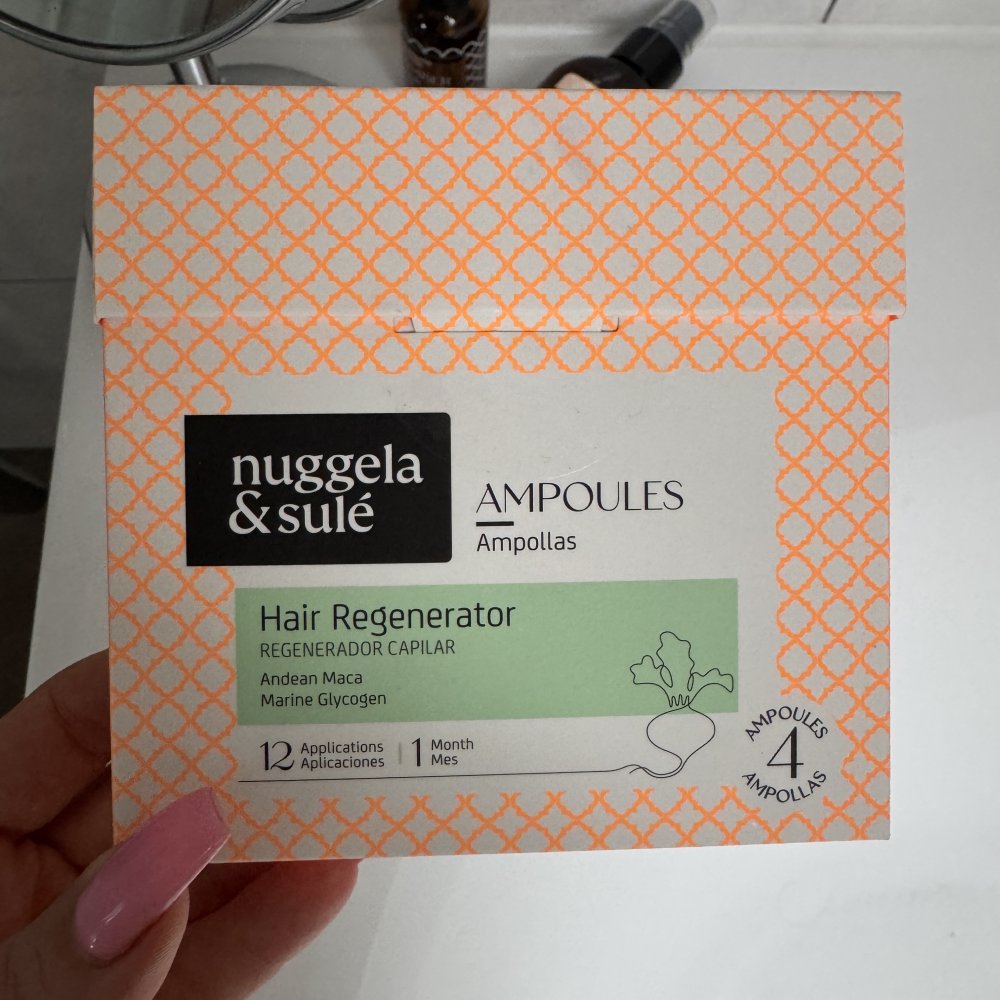 nuggela
& sulé
AMPOULES
Ampollas
Hair Regenerator
REGENERADOR CAPILAR
Andean Maca
Marine Glycogen
12 Applications
Aplicaciones
1 Month
Mes
AMPOULES
4
AMPOLLAS